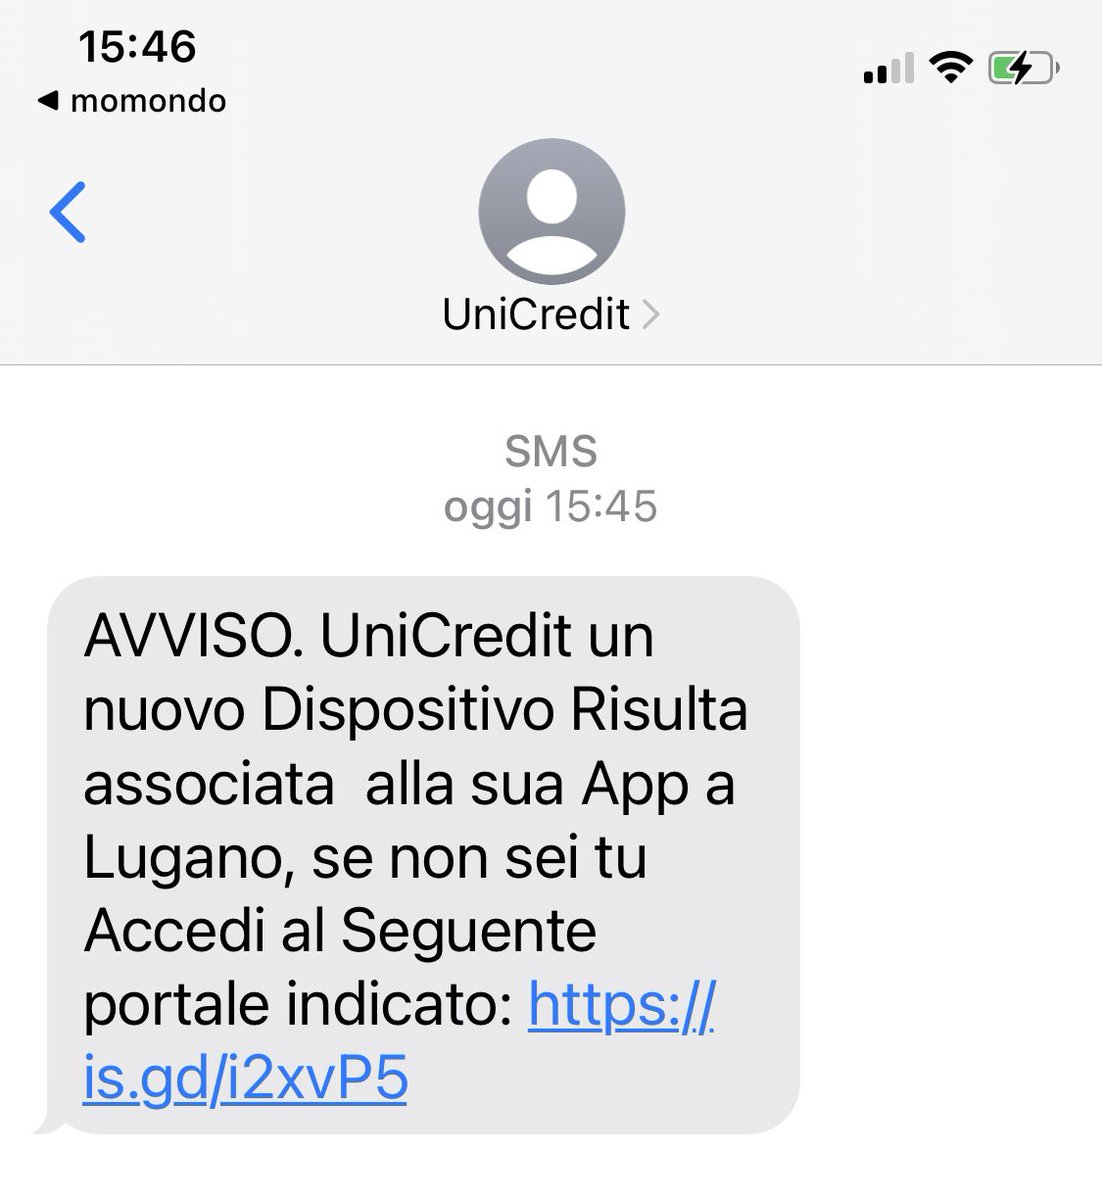 15:46
momondo
UniCredit
SMS
oggi 15:45
AVVISO. UniCredit un
nuovo Dispositivo Risulta
associata  alla sua App a
Lugano, se non sei tu
Accedi al Seguente
portale indicato: https://
is.gd/i2xvP5